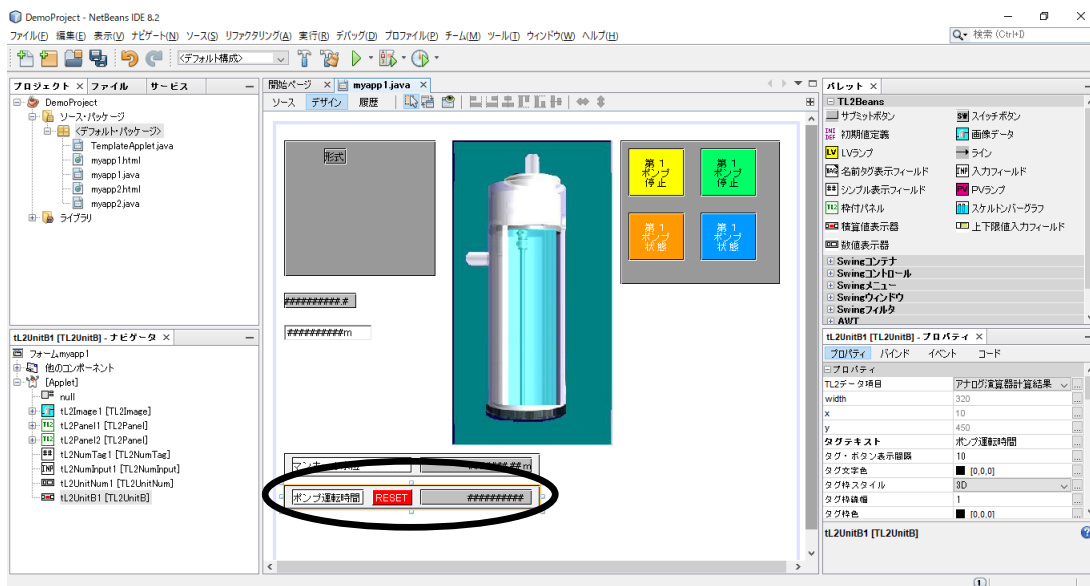 DemoProject - NetBeans IDE 8.2
ファイル(F) 編集(E) 表示(V) ナビゲート(N) ソース(S) リファクタリング(A) 実行(R) デバッグ(D) プロファイル(P) チーム(M) ツール(T) ウィンドウ(W) ヘルプ(H)
検索 (Ctrl+I)
<デフォルト構成>
プロジェクト × ファイル サービス
DemoProject
ソース・パッケージ
<デフォルト・パッケージ>
TemplateApplet.java
myapp1.html
myapp1.java
myapp2.html
myapp2.java
ライブラリ
tL2UnitB1 [TL2UnitB] - ナビゲータ ×
フォームmyapp1
他のコンポーネント
[Applet]
null
tL2Image1 [TL2Image]
tL2Panel1 [TL2Panel]
tL2Panel2 [TL2Panel]
tL2NumTag1 [TL2NumTag]
tL2NumInput1 [TL2NumInput]
tL2UnitNum1 [TL2UnitNum]
tL2UnitB1 [TL2UnitB]
開始ページ × myapp1.java ×
ソース デザイン 履歴
形式
第1
ポンプ
停止
第1
ポンプ
停止
第1
ポンプ
状態
第1
ポンプ
状態
##########.#
##########m
ポンプ運転時間 RESET ##########
パレット ×
TL2Beans
サブミットボタン SW スイッチボタン
INI DEF 初期値定義 画像データ
LV LVランプ ライン
名前タグ表示フィールド INP 入力フィールド
## シンプル表示フィールド PV PVランプ
TL2 枠付パネル スケルトンバーグラフ
積算値表示器 上下限値入力フィールド
数値表示器
Swingコンテナ
Swingコントロール
Swingメニュー
Swingウィンドウ
Swingフィルタ
AWT
tL2UnitB1 [TL2UnitB] - プロパティ ×
プロパティ バインド イベント コード
プロパティ
TL2データ項目 アナログ演算器計算結果
width 320
x 10
y 450
タグテキスト ポンプ運転時間
タグ・ボタン表示間隔 10
タグ文字色 [0,0,0]
タグ枠スタイル 3D
タグ枠線幅 1
タグ枠色 [0,0,0]
tL2UnitB1 [TL2UnitB]